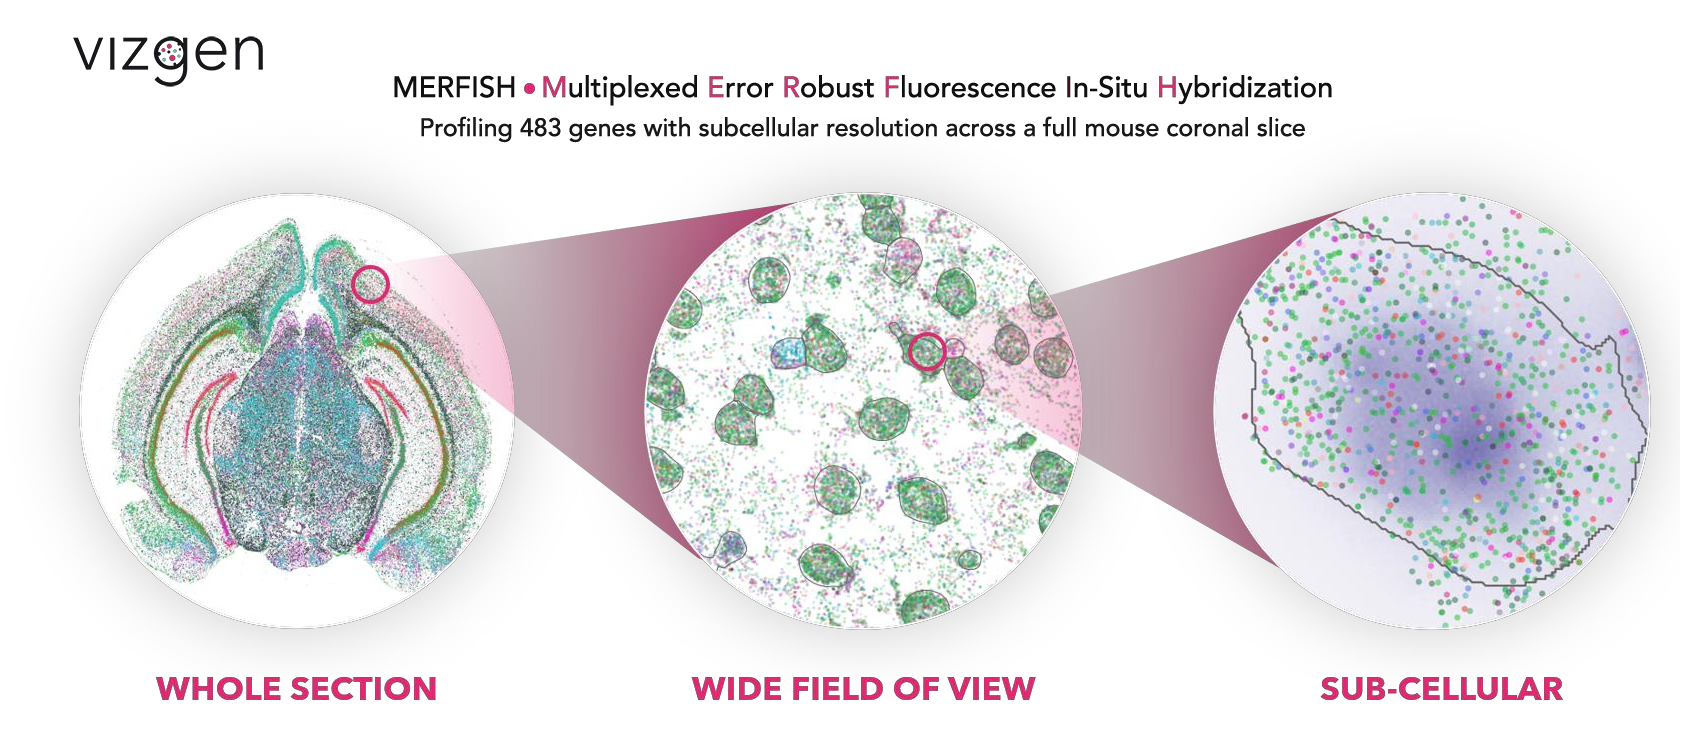 vizgen
MERFISH • Multiplexed Error Robust Fluorescence In-Situ Hybridization
Profiling 483 genes with subcellular resolution across a full mouse coronal slice
WHOLE SECTION
WIDE FIELD OF VIEW
SUB-CELLULAR